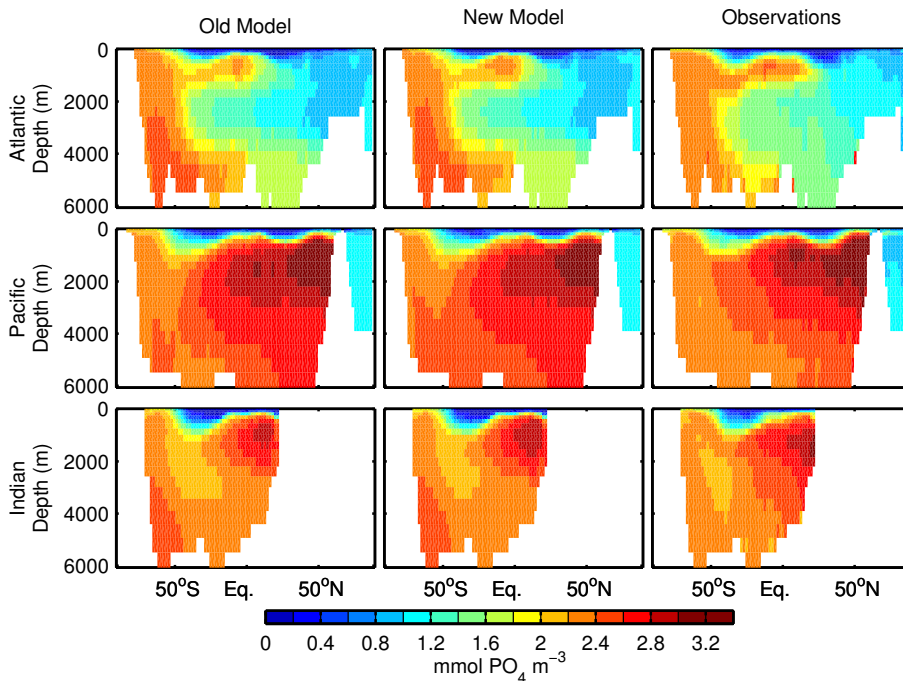 Old Model
New Model
Observations
Atlantic
Depth (m)
0
2000
4000
6000
Pacific
Depth (m)
0
2000
4000
6000
Indian
Depth (m)
0
2000
4000
6000
50°S Eq. 50°N
50°S Eq. 50°N
50°S Eq. 50°N
0 0.4 0.8 1.2 1.6 2 2.4 2.8 3.2
mmol PO₄ m⁻³